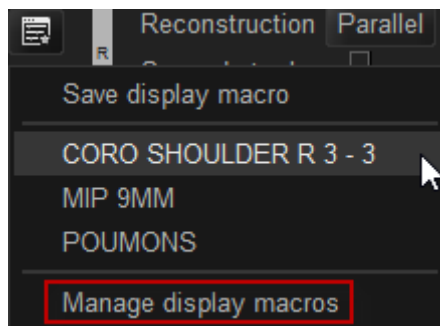 Reconstruction Parallel
R
Save display macro
CORO SHOULDER R 3 - 3
MIP 9MM
POUMONS
Manage display macros